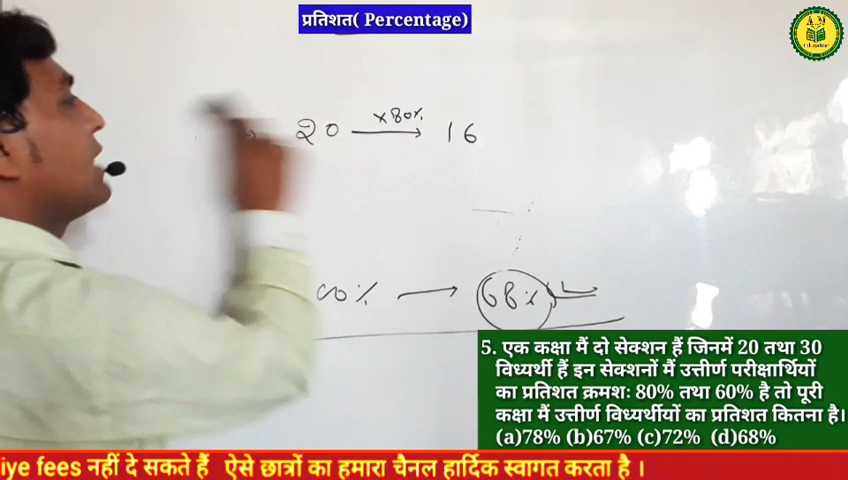 प्रतिशत( Percentage)
20 ×80% 16
00% 68%
5. एक कक्षा मैं दो सेक्शन हैं जिनमें 20 तथा 30
विध्यर्थी हैं इन सेक्शनों मैं उत्तीर्ण परीक्षार्थियों
का प्रतिशत क्रमशः 80% तथा 60% है तो पूरी
कक्षा मैं उत्तीर्ण विध्यर्थीयों का प्रतिशत कितना है।
(a)78% (b)67% (c)72% (d)68%
iye fees नहीं दे सकते हैं ऐसे छात्रों का हमारा चैनल हार्दिक स्वागत करता है ।